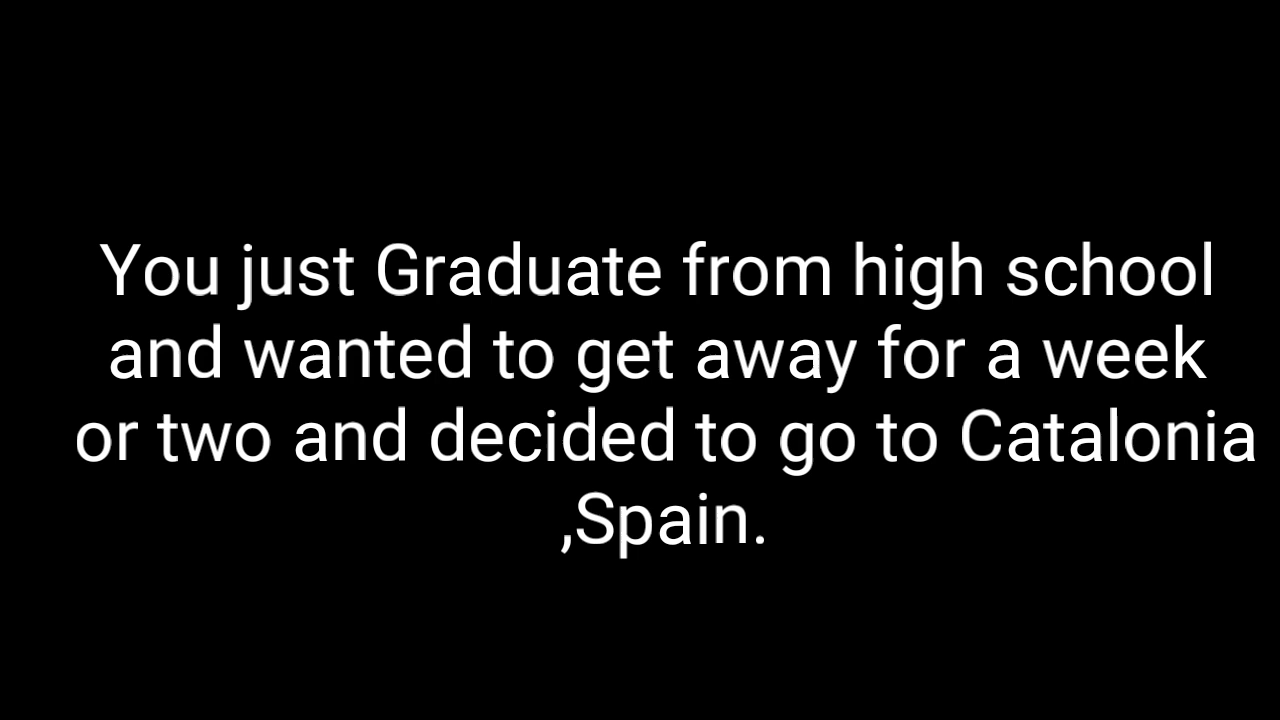 You just Graduate from high school
and wanted to get away for a week
or two and decided to go to Catalonia
,Spain.